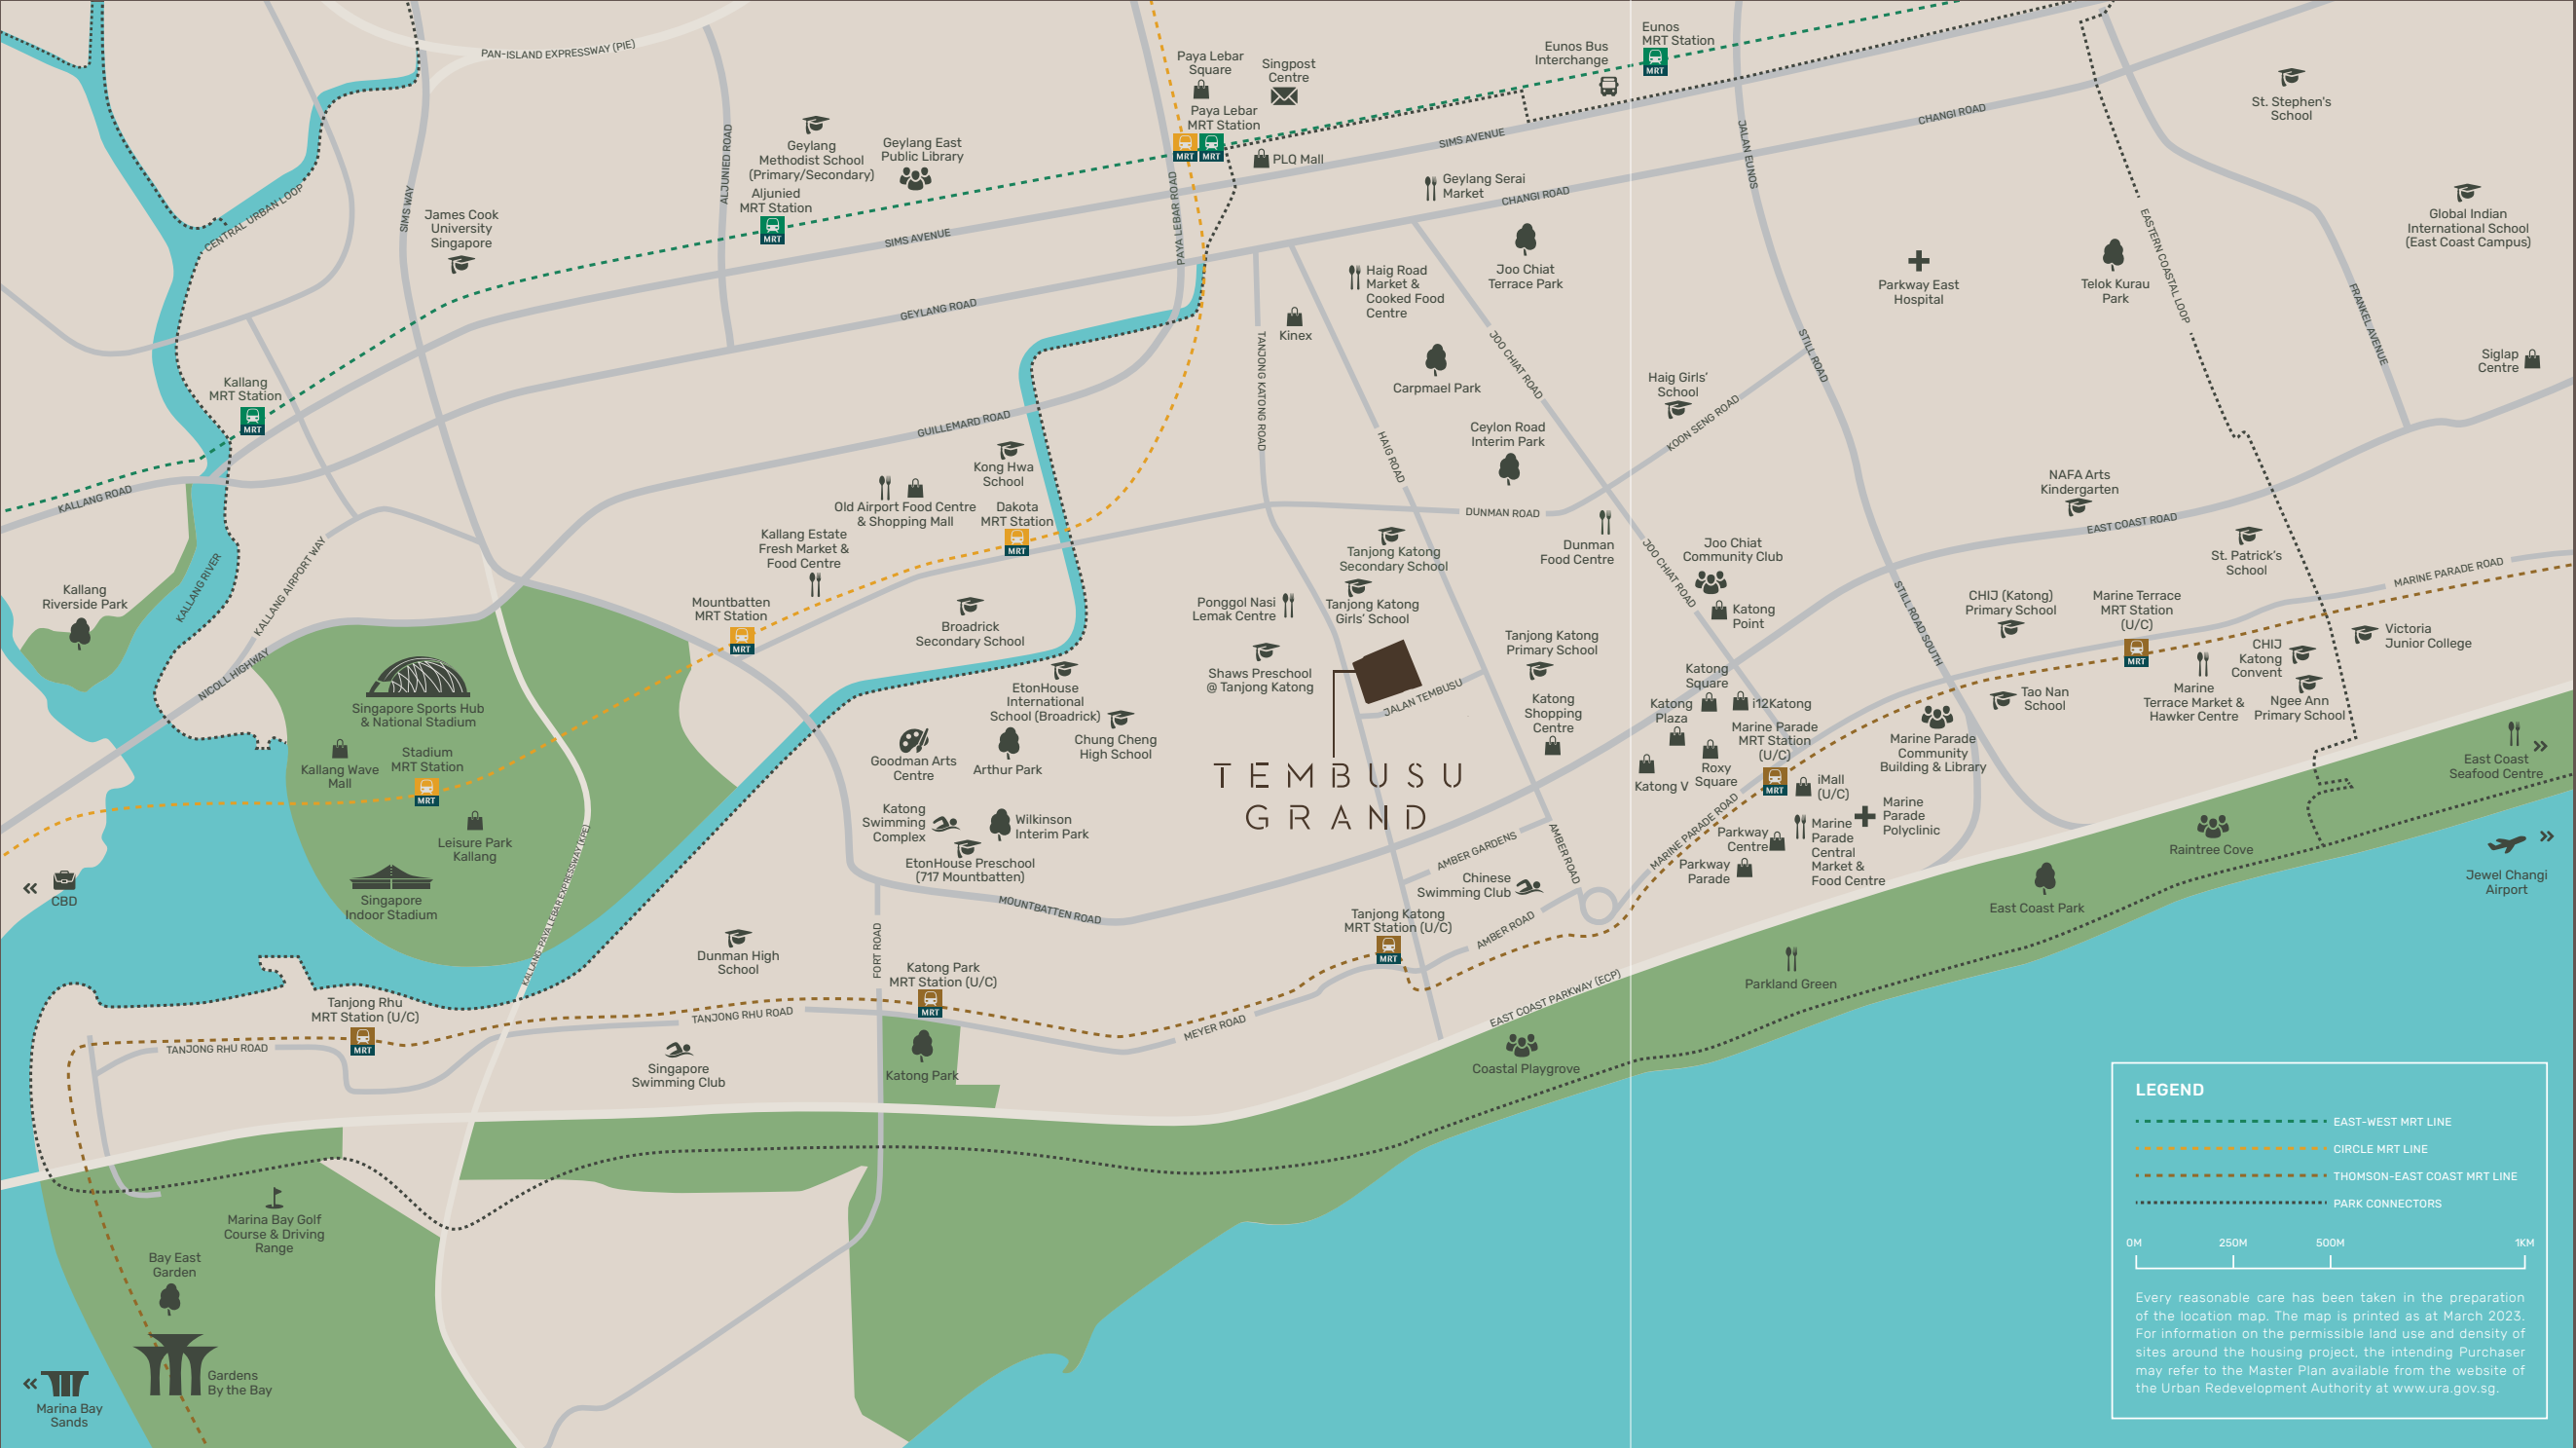 PAN-ISLAND EXPRESSWAY (PIE)
CENTRAL URBAN LOOP
SIMS WAY
ALJUNIED ROAD
James Cook
University
Singapore
Geylang
Methodist School
(Primary/Secondary)
Geylang East
Public Library
Aljunied
MRT Station
MRT
SIMS AVENUE
GEYLANG ROAD
PAYA LEBAR ROAD
Paya Lebar
Square
Singpost
Centre
Paya Lebar
MRT Station
MRT
MRT
PLQ Mall
Eunos Bus
Interchange
Eunos
MRT Station
MRT
SIMS AVENUE
Geylang Serai
Market
CHANGI ROAD
JALAN EUNOS
CHANGI ROAD
St. Stephen's
School
Global Indian
International School
(East Coast Campus)
EASTERN COASTAL LOOP
Haig Road
Market &
Cooked Food
Centre
Joo Chiat
Terrace Park
Parkway East
Hospital
Telok Kurau
Park
FRANKEL AVENUE
Siglap
Centre
Kinex
TANJONG KATONG ROAD
Carpmael Park
JOO CHIAT ROAD
STILL ROAD
Haig Girls'
School
KOON SENG ROAD
HAIG ROAD
Ceylon Road
Interim Park
Kallang
MRT Station
MRT
KALLANG ROAD
GUILLEMARD ROAD
Kong Hwa
School
Old Airport Food Centre
& Shopping Mall
Dakota
MRT Station
MRT
Kallang Estate
Fresh Market &
Food Centre
DUNMAN ROAD
Dunman
Food Centre
Tanjong Katong
Secondary School
Tanjong Katong
Girls' School
Ponggol Nasi
Lemak Centre
JOO CHIAT ROAD
Joo Chiat
Community Club
Katong
Point
NAFA Arts
Kindergarten
EAST COAST ROAD
St. Patrick's
School
MARINE PARADE ROAD
STILL ROAD SOUTH
CHIJ (Katong)
Primary School
Marine Terrace
MRT Station
(U/C)
MRT
Victoria
Junior College
CHIJ
Katong
Convent
Marine
Terrace Market &
Hawker Centre
Ngee Ann
Primary School
Tao Nan
School
Kallang
Riverside Park
KALLANG RIVER
KALLANG AIRPORT WAY
NICOLL HIGHWAY
Mountbatten
MRT Station
MRT
Broadrick
Secondary School
Singapore Sports Hub
& National Stadium
Kallang Wave
Mall
Stadium
MRT Station
MRT
Leisure Park
Kallang
Singapore
Indoor Stadium
CBD
KALLANG-PAYA LEBAR EXPRESSWAY (KPE)
EtonHouse
International
School (Broadrick)
Chung Cheng
High School
Goodman Arts
Centre
Arthur Park
Katong
Swimming
Complex
Wilkinson
Interim Park
EtonHouse Preschool
(717 Mountbatten)
MOUNTBATTEN ROAD
Shaws Preschool
@ Tanjong Katong
JALAN TEMBUSU
Tanjong Katong
Primary School
Katong
Shopping
Centre
TEMBUSU
GRAND
Katong
Square
i12Katong
Katong
Plaza
Katong V
Roxy
Square
Marine Parade
MRT Station
(U/C)
MRT
iMall
(U/C)
Marine Parade
Community
Building & Library
Marine
Parade
Polyclinic
Marine
Parade
Central
Market &
Food Centre
Parkway
Centre
Parkway
Parade
MARINE PARADE ROAD
AMBER GARDENS
AMBER ROAD
Chinese
Swimming Club
AMBER ROAD
Tanjong Katong
MRT Station (U/C)
MRT
East Coast
Seafood Centre
Raintree Cove
Jewel Changi
Airport
East Coast Park
Parkland Green
EAST COAST PARKWAY (ECP)
Coastal Playgrove
Dunman High
School
FORT ROAD
Katong Park
MRT Station (U/C)
MRT
TANJONG RHU ROAD
MEYER ROAD
Tanjong Rhu
MRT Station (U/C)
MRT
TANJONG RHU ROAD
Singapore
Swimming Club
Katong Park
Marina Bay Golf
Course & Driving
Range
Bay East
Garden
Gardens
By the Bay
Marina Bay
Sands
LEGEND
EAST-WEST MRT LINE
CIRCLE MRT LINE
THOMSON-EAST COAST MRT LINE
PARK CONNECTORS
0M 250M 500M 1KM
Every reasonable care has been taken in the preparation
of the location map. The map is printed as at March 2023.
For information on the permissible land use and density of
sites around the housing project, the intending Purchaser
may refer to the Master Plan available from the website of
the Urban Redevelopment Authority at www.ura.gov.sg.